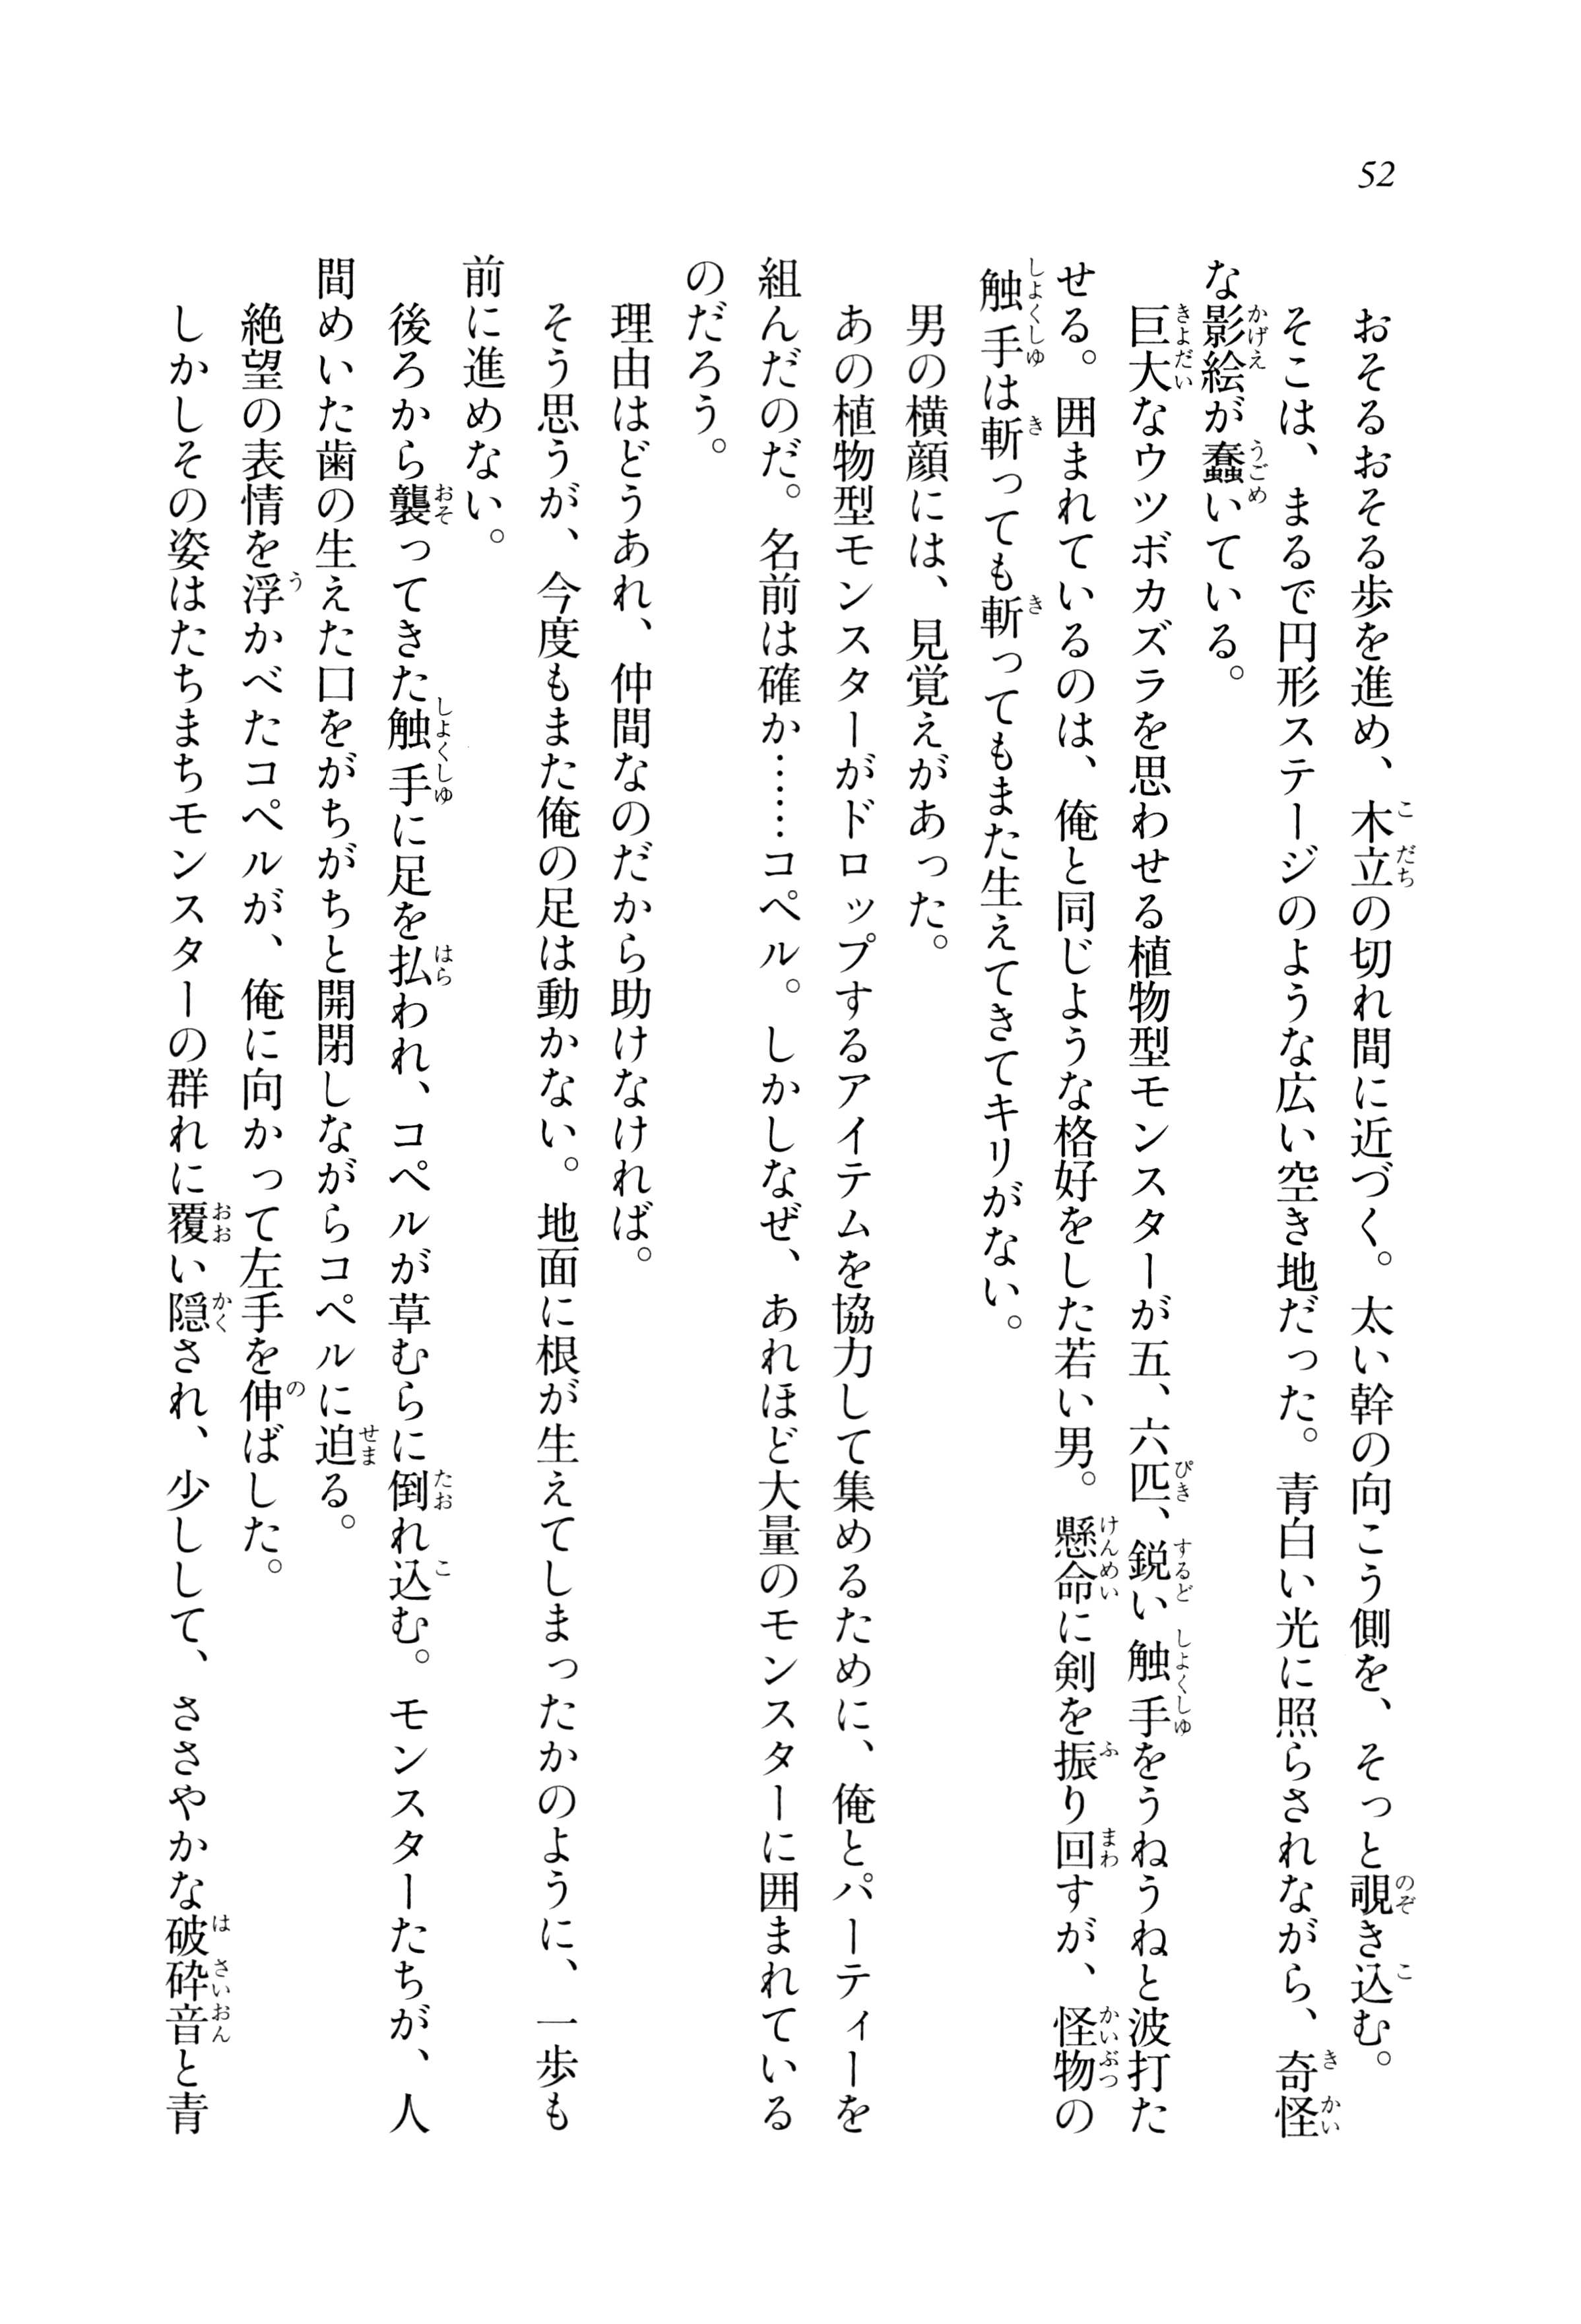 52
おそるおそる歩を進め、木立の切れ間に近づく。太い幹の向こう側を、そっと覗き込む。
そこは、まるで円形ステージのような広い空き地だった。青白い光に照らされながら、奇怪
な影絵が蠢いている。
巨大なウツボカズラを思わせる植物型モンスターが五、六匹、鋭い触手をうねうねと波打た
せる。囲まれているのは、俺と同じような格好をした若い男。懸命に剣を振り回すが、怪物の
触手は斬っても斬ってもまた生えてきてキリがない。
男の横顔には、見覚えがあった。
あの植物型モンスターがドロップするアイテムを協力して集めるために、俺とパーティーを
組んだのだ。名前は確か……コペル。しかしなぜ、あれほど大量のモンスターに囲まれている
のだろう。
理由はどうあれ、仲間なのだから助けなければ。
そう思うが、今度もまた俺の足は動かない。地面に根が生えてしまったかのように、一歩も
前に進めない。
後ろから襲ってきた触手に足を払われ、コペルが草むらに倒れ込む。モンスターたちが、人
間めいた歯の生えた口をがちがちと開閉しながらコペルに迫る。
絶望の表情を浮かべたコペルが、俺に向かって左手を伸ばした。
しかしその姿はたちまちモンスターの群れに覆い隠され、少しして、ささやかな破砕音と青